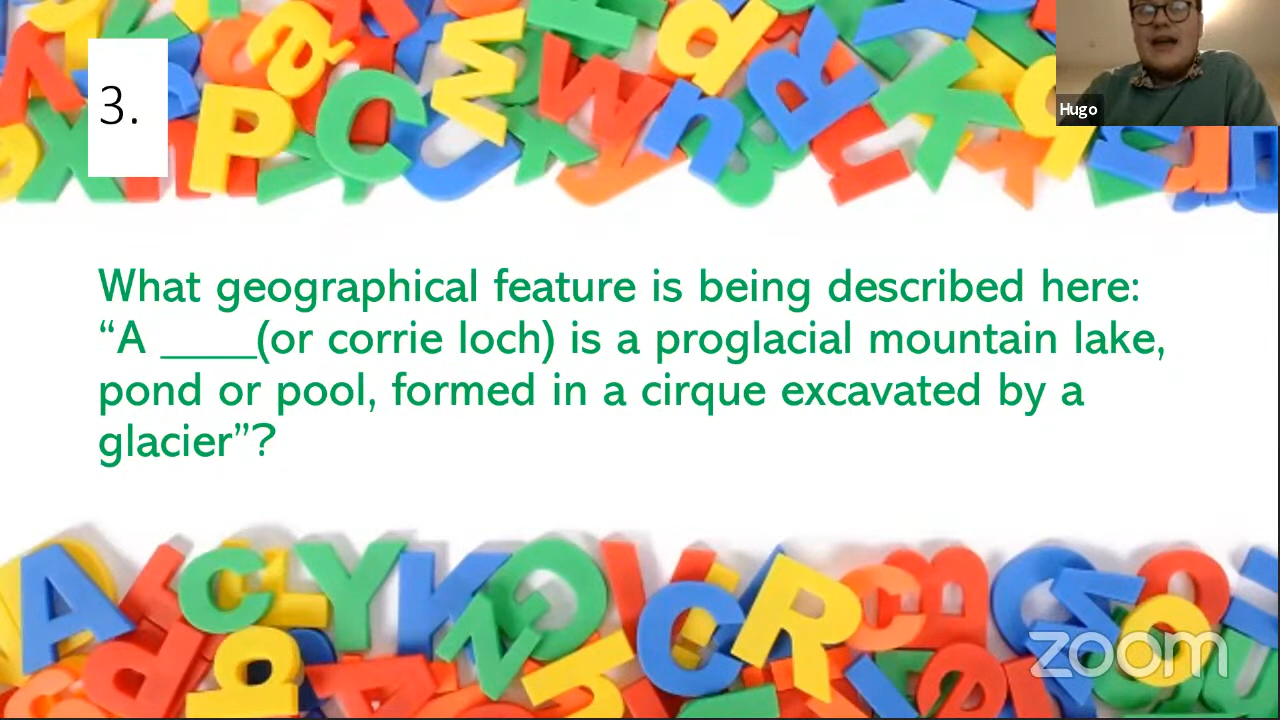 3.
Hugo
What geographical feature is being described here:
“A ____(or corrie loch) is a proglacial mountain lake,
pond or pool, formed in a cirque excavated by a
glacier”?
zoom